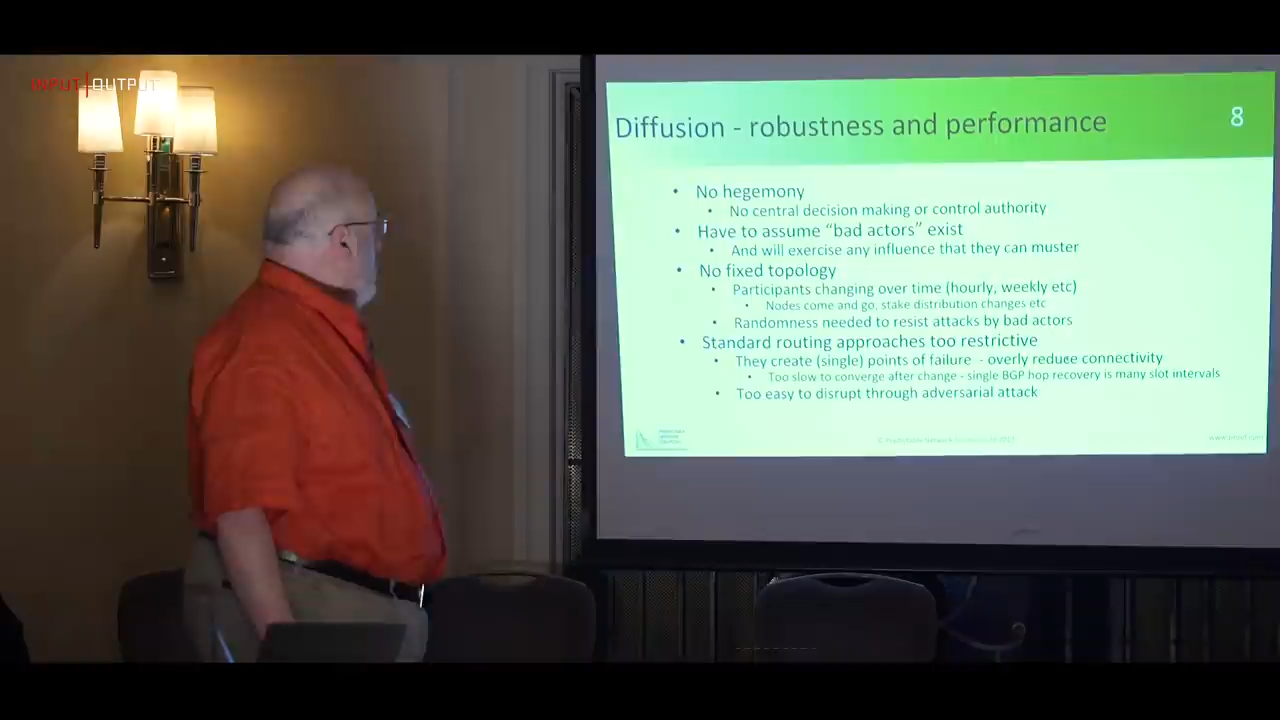 INPUT|OUTPUT
Diffusion - robustness and performance
8
• No hegemony
• No central decision making or control authority
• Have to assume “bad actors” exist
• And will exercise any influence that they can muster
• No fixed topology
• Participants changing over time (hourly, weekly etc)
• Nodes come and go, stake distribution changes etc
• Randomness needed to resist attacks by bad actors
• Standard routing approaches too restrictive
• They create (single) points of failure - overly reduce connectivity
• Too slow to converge after change - single BGP hop recovery is many slot intervals
• Too easy to disrupt through adversarial attack
© Predictable Network 2017